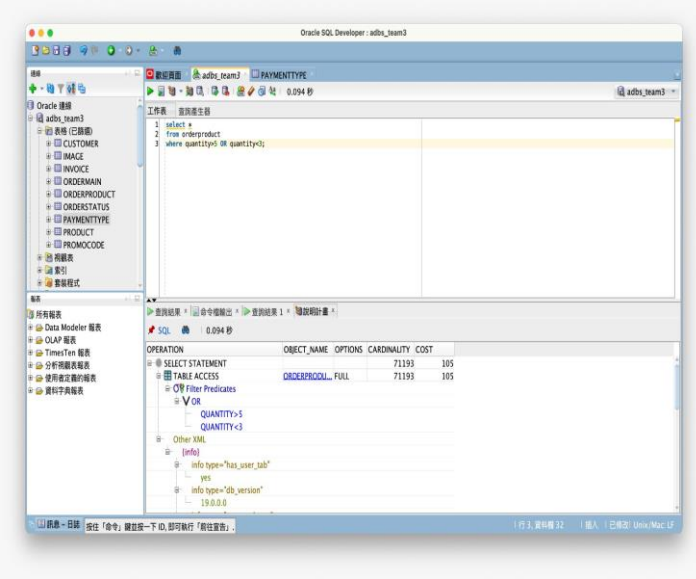 Oracle SQL Developer : adbs_team3
連線
歡迎頁面
adbs_team3
PAYMENTTYPE
0.094 秒
adbs_team3
Oracle 連線
adbs_team3
表格 (已篩選)
CUSTOMER
IMAGE
INVOICE
ORDERMAIN
ORDERPRODUCT
ORDERSTATUS
PAYMENTTYPE
PRODUCT
PROMOCODE
視觀表
索引
套裝程式
工作表 查詢產生器
1 select *
2 from orderproduct
3 where quantity>5 OR quantity<3;
報表
所有報表
Data Modeler 報表
OLAP 報表
TimesTen 報表
分析視觀表報表
使用者定義的報表
資料字典報表
查詢結果 × 命令檔輸出 × 查詢結果 1 × 說明計畫 ×
SQL 0.094 秒
OPERATION OBJECT_NAME OPTIONS CARDINALITY COST
SELECT STATEMENT 71193 105
TABLE ACCESS ORDERPRODU... FULL 71193 105
Filter Predicates
OR
QUANTITY>5
QUANTITY<3
Other XML
{info}
info type="has_user_tab"
yes
info type="db_version"
19.0.0.0
訊息 - 日誌
按住「命令」鍵並按一下 ID, 即可執行「前往宣告」.
行 3, 資料欄 32 | 插入 | 已修改! Unix/Mac: LF